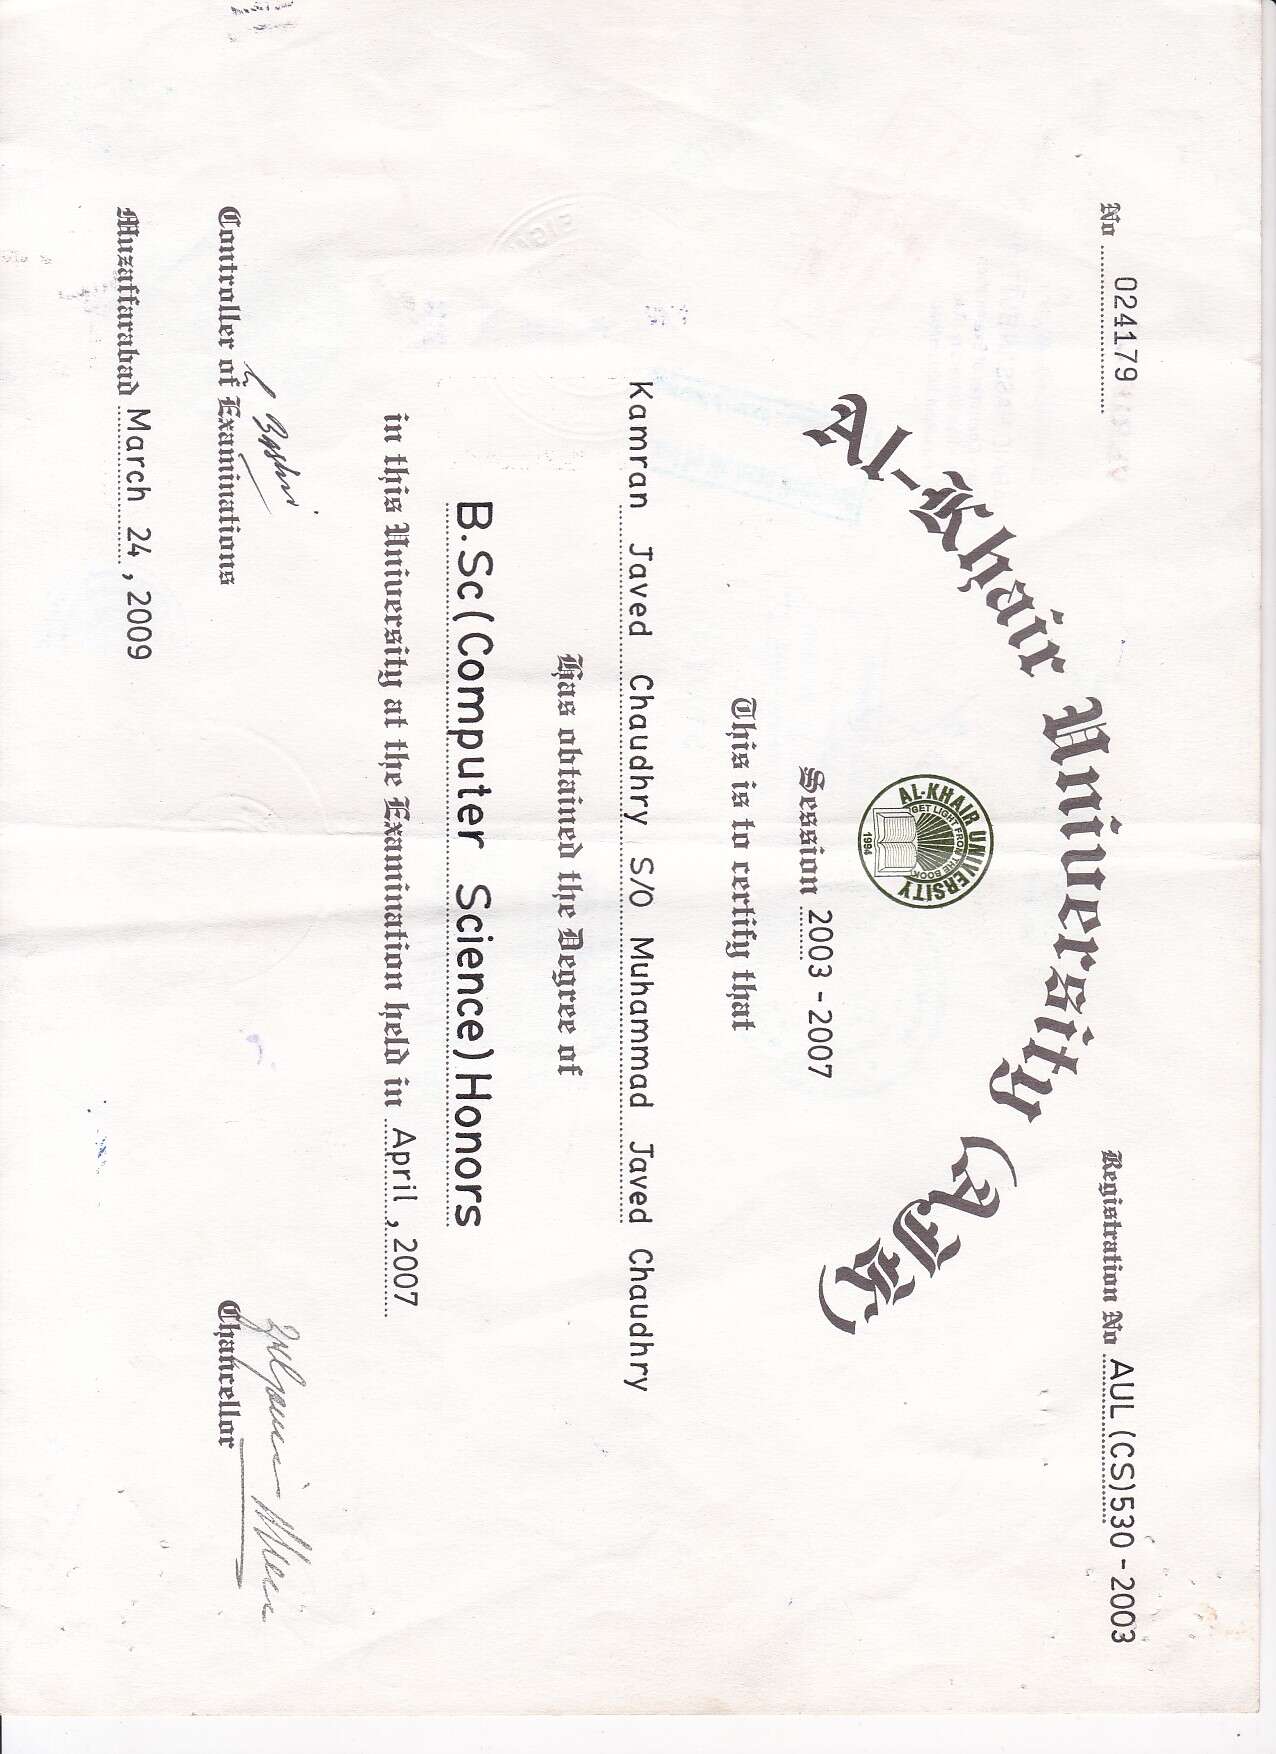 No 024179
Registration No AUL(CS)530-2003
Al-Khair University (AJK)
AL-KHAIR UNIVERSITY
GET LIGHT FROM THE BOOK
1994
Session 2003-2007
This is to certify that
Kamran Javed Chaudhry S/O Muhammad Javed Chaudhry
Has obtained the Degree of
B.Sc(Computer Science)Honors
in this University at the Examination held in April, 2007
Controller of Examinations
Chancellor
Muzaffarabad March 24, 2009